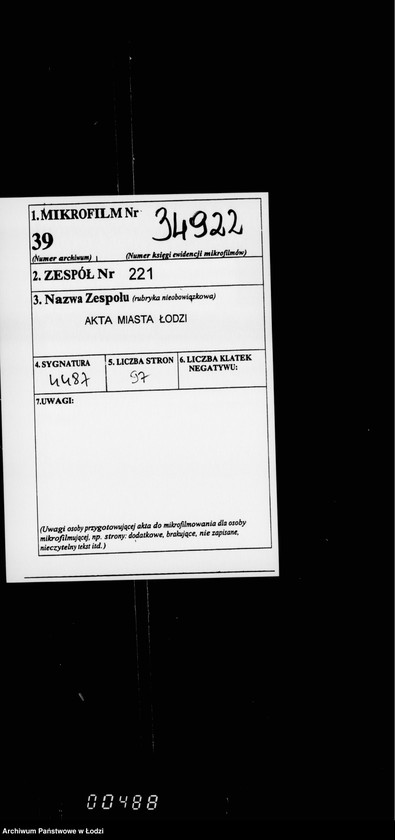 1. MIKROFILM Nr 34922
39
(Numer archiwum) (Numer księgi ewidencji mikrofilmów)
2. ZESPÓŁ Nr 221
3. Nazwa Zespołu (rubryka nieobowiązkowa)
AKTA MIASTA ŁODZI
4. SYGNATURA 5. LICZBA STRON 6. LICZBA KLATEK
NEGATYWU:
4487 97
7.UWAGI:
(Uwagi osoby przygotowującej akta do mikrofilmowania dla osoby
mikrofilmującej, np. strony: dodatkowe, brakujące, nie zapisane,
nieczytelny tekst itd.)
00488
Archiwum Państwowe w Łodzi